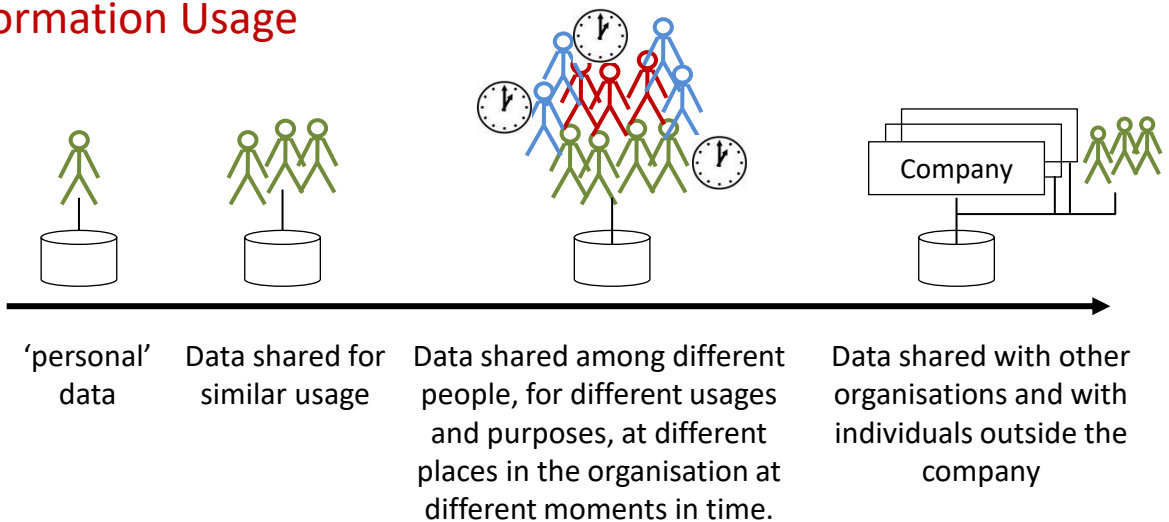 ormation Usage
Company
'personal'
data
Data shared for
similar usage
Data shared among different
people, for different usages
and purposes, at different
places in the organisation at
different moments in time.
Data shared with other
organisations and with
individuals outside the
company